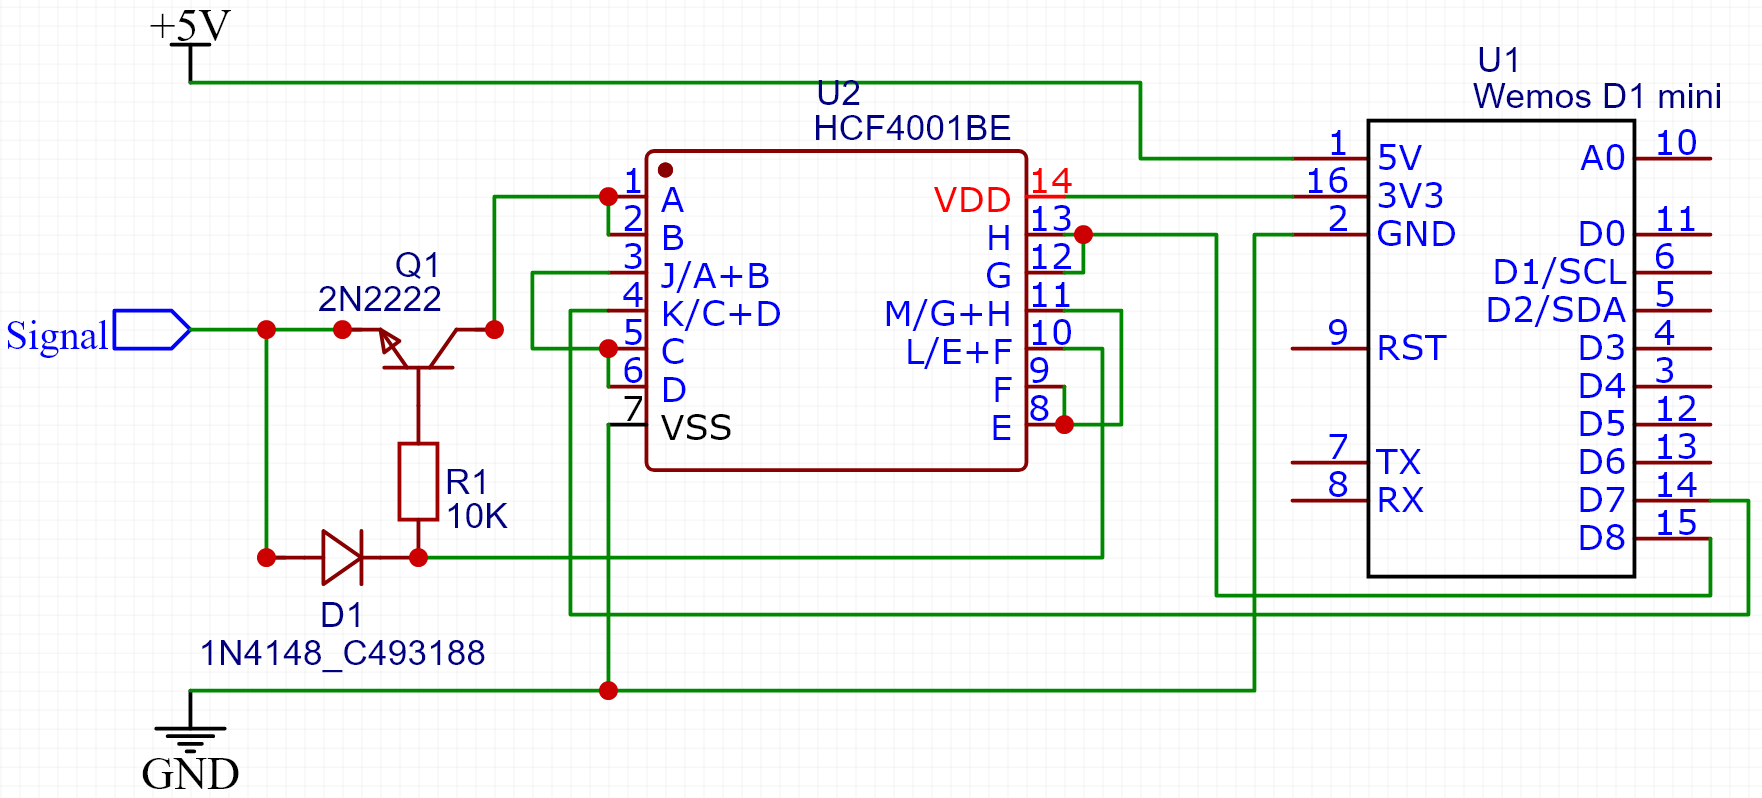 +5V
Signal
Q1
2N2222
R1
10K
D1
1N4148_C493188
GND
U2
HCF4001BE
1 A
2 B
3 J/A+B
4 K/C+D
5 C
6 D
7 VSS
VDD 14
H 13
G 12
M/G+H 11
L/E+F 10
F 9
E 8
U1
Wemos D1 mini
1 5V
16 3V3
2 GND
9 RST
7 TX
8 RX
A0 10
D0 11
D1/SCL 6
D2/SDA 5
D3 4
D4 3
D5 12
D6 13
D7 14
D8 15